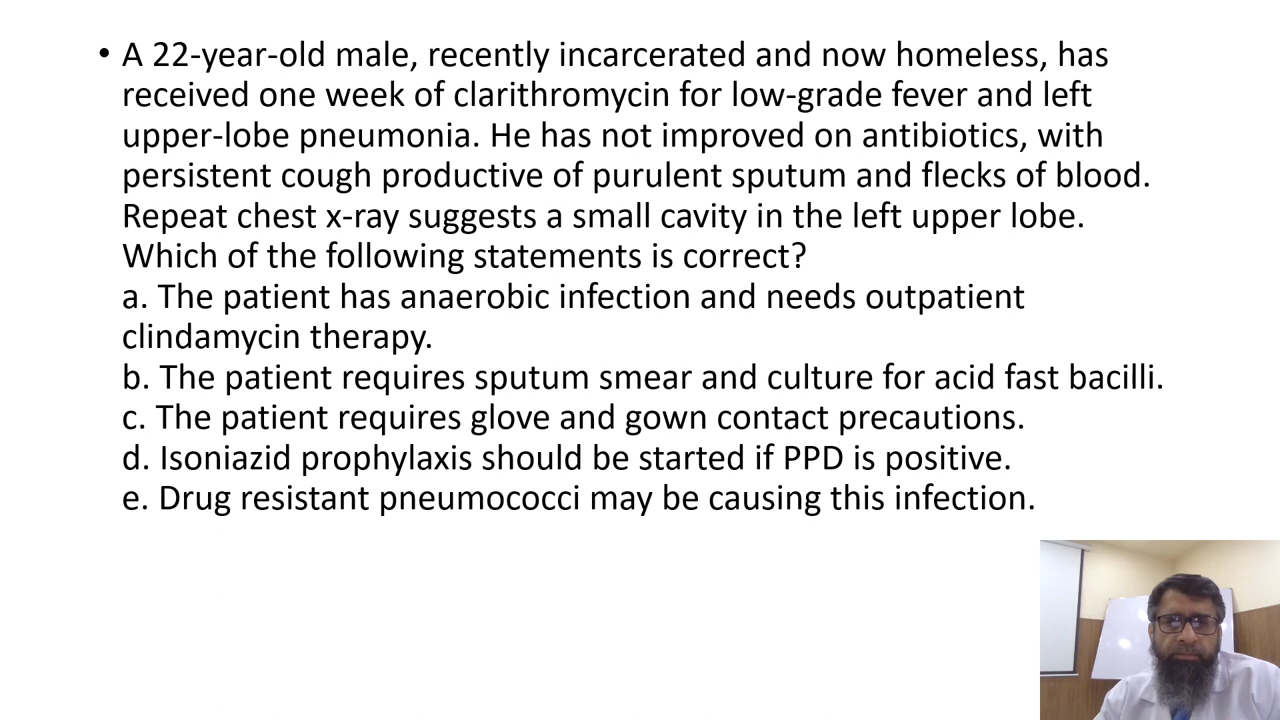 • A 22-year-old male, recently incarcerated and now homeless, has
received one week of clarithromycin for low-grade fever and left
upper-lobe pneumonia. He has not improved on antibiotics, with
persistent cough productive of purulent sputum and flecks of blood.
Repeat chest x-ray suggests a small cavity in the left upper lobe.
Which of the following statements is correct?
a. The patient has anaerobic infection and needs outpatient
clindamycin therapy.
b. The patient requires sputum smear and culture for acid fast bacilli.
c. The patient requires glove and gown contact precautions.
d. Isoniazid prophylaxis should be started if PPD is positive.
e. Drug resistant pneumococci may be causing this infection.